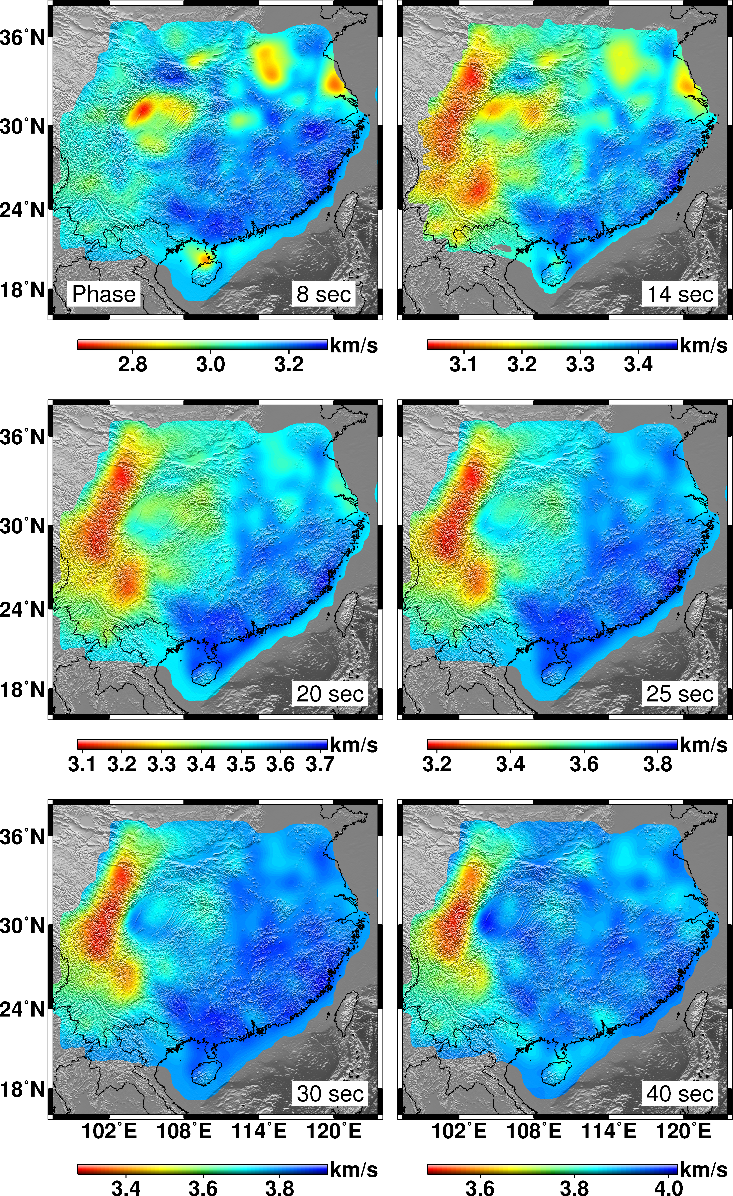 36˚N
30˚N
24˚N
18˚N
Phase 8 sec 14 sec
km/s km/s
2.8 3.0 3.2 3.1 3.2 3.3 3.4
36˚N
30˚N
24˚N
18˚N
20 sec 25 sec
km/s km/s
3.1 3.2 3.3 3.4 3.5 3.6 3.7 3.2 3.4 3.6 3.8
36˚N
30˚N
24˚N
18˚N
30 sec 40 sec
102˚E 108˚E 114˚E 120˚E 102˚E 108˚E 114˚E 120˚E
km/s km/s
3.4 3.6 3.8 3.6 3.8 4.0